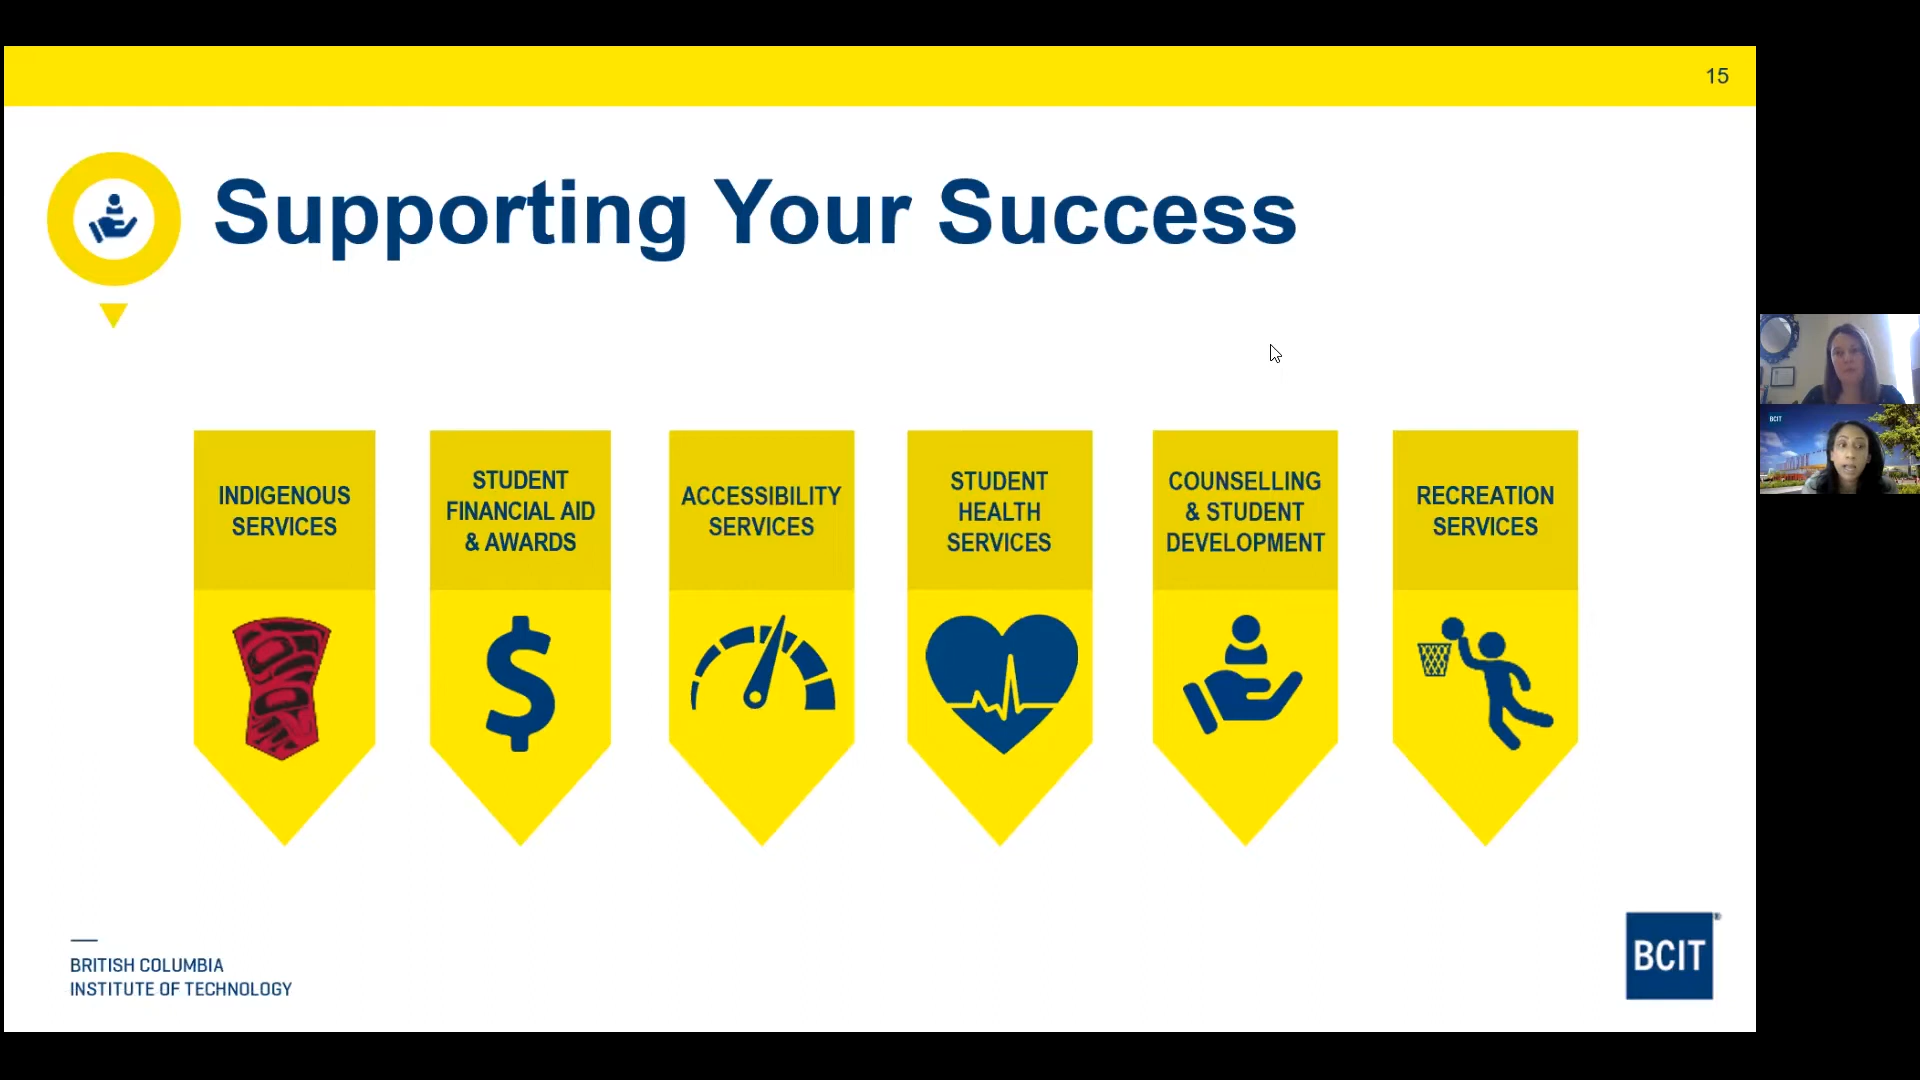 15
Supporting Your Success
INDIGENOUS
SERVICES
STUDENT
FINANCIAL AID
& AWARDS
ACCESSIBILITY
SERVICES
STUDENT
HEALTH
SERVICES
COUNSELLING
& STUDENT
DEVELOPMENT
RECREATION
SERVICES
BCIT
BRITISH COLUMBIA
INSTITUTE OF TECHNOLOGY
BCIT®